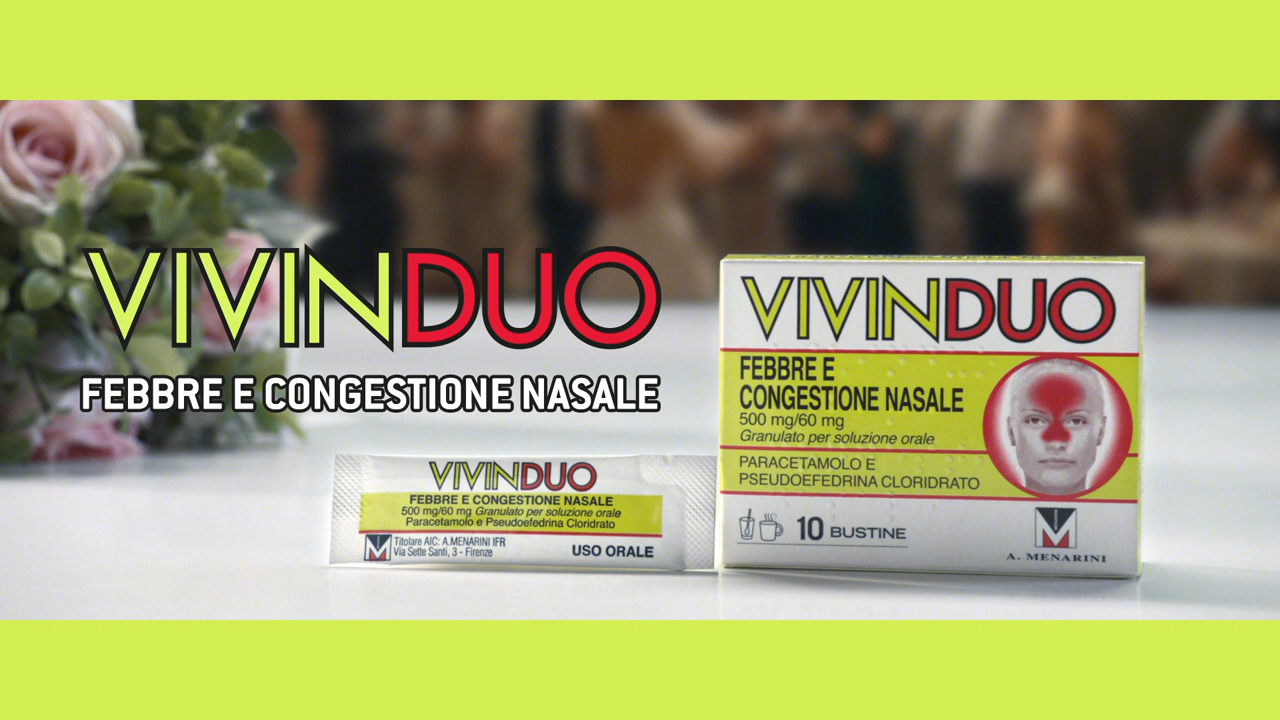 VIVINDUO
FEBBRE E CONGESTIONE NASALE
VIVINDUO
FEBBRE E CONGESTIONE NASALE
500 mg/60 mg Granulato per soluzione orale
Paracetamolo e Pseudoefedrina Cloridrato
Titolare AIC: A.MENARINI IFR
Via Sette Santi, 3 - Firenze
USO ORALE
VIVINDUO
FEBBRE E
CONGESTIONE NASALE
500 mg/60 mg
Granulato per soluzione orale
PARACETAMOLO E
PSEUDOEFEDRINA CLORIDRATO
10 BUSTINE
A. MENARINI